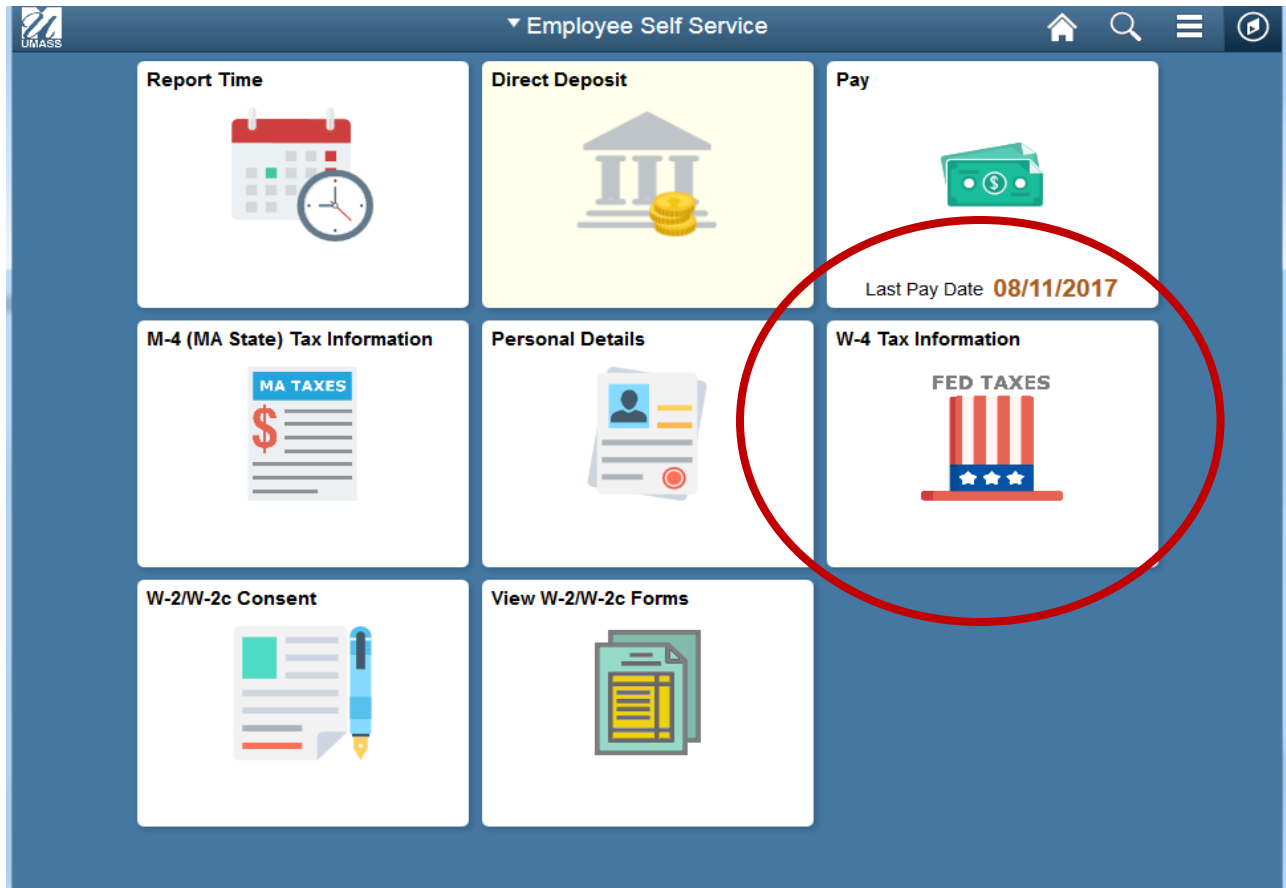 UMASS
Employee Self Service
Report Time
Direct Deposit
Pay
$
Last Pay Date 08/11/2017
M-4 (MA State) Tax Information
Personal Details
W-4 Tax Information
MA TAXES
$
FED TAXES
W-2/W-2c Consent
View W-2/W-2c Forms